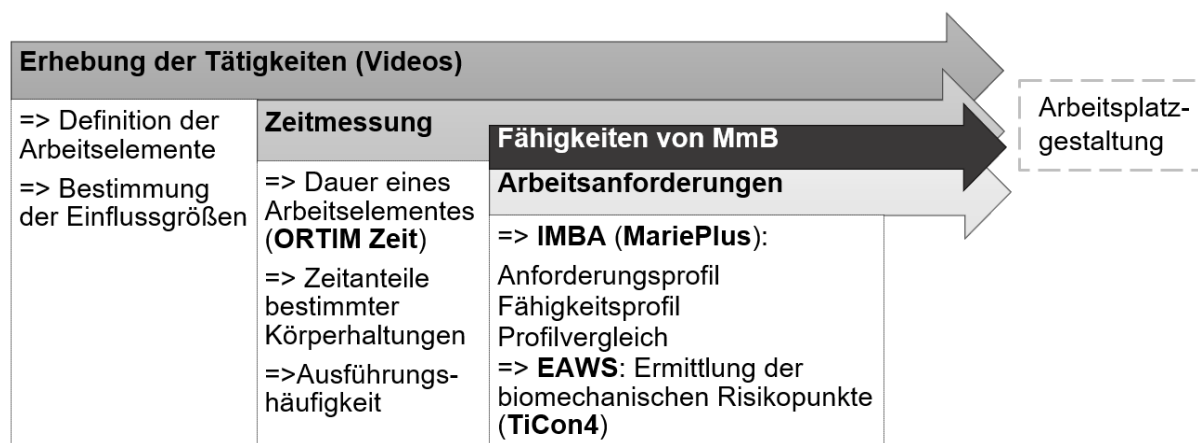 Erhebung der Tätigkeiten (Videos)
=> Definition der
Arbeitselemente
=> Bestimmung
der Einflussgrößen
Zeitmessung
=> Dauer eines
Arbeitselementes
(ORTIM Zeit)
=> Zeitanteile
bestimmter
Körperhaltungen
=>Ausführungs-
häufigkeit
Fähigkeiten von MmB
Arbeitsanforderungen
=> IMBA (MariePlus):
Anforderungsprofil
Fähigkeitsprofil
Profilvergleich
=> EAWS: Ermittlung der
biomechanischen Risikopunkte
(TiCon4)
Arbeitsplatz-
gestaltung